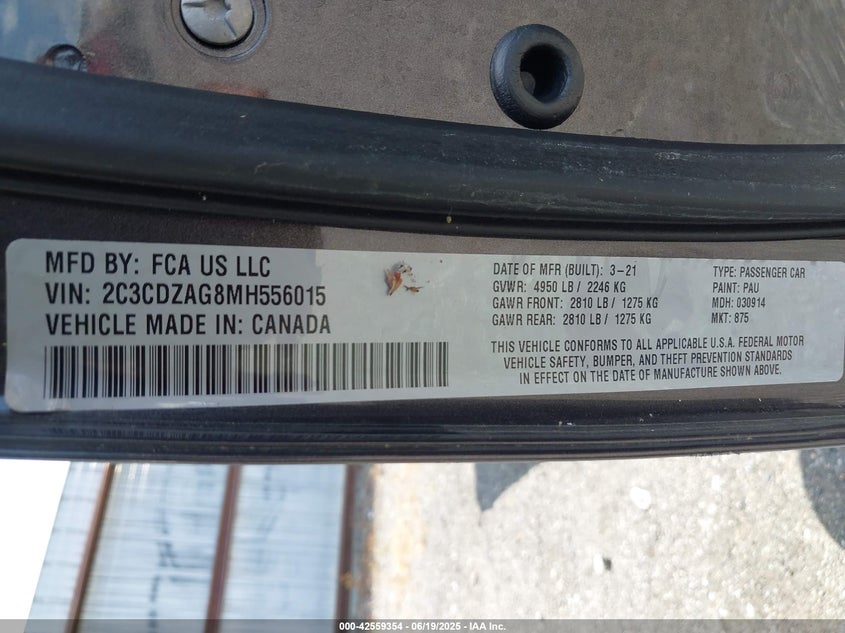 MFD BY: FCA US LLC
VIN: 2C3CDZAG8MH556015
VEHICLE MADE IN: CANADA
DATE OF MFR (BUILT): 3-21
GVWR: 4950 LB / 2246 KG
GAWR FRONT: 2810 LB / 1275 KG
GAWR REAR: 2810 LB / 1275 KG
TYPE: PASSENGER CAR
PAINT: PAU
MDH: 030914
MKT: 875
THIS VEHICLE CONFORMS TO ALL APPLICABLE U.S.A. FEDERAL MOTOR
VEHICLE SAFETY, BUMPER, AND THEFT PREVENTION STANDARDS
IN EFFECT ON THE DATE OF MANUFACTURE SHOWN ABOVE.
000-42559354 - 06/19/2025 - IAA Inc.